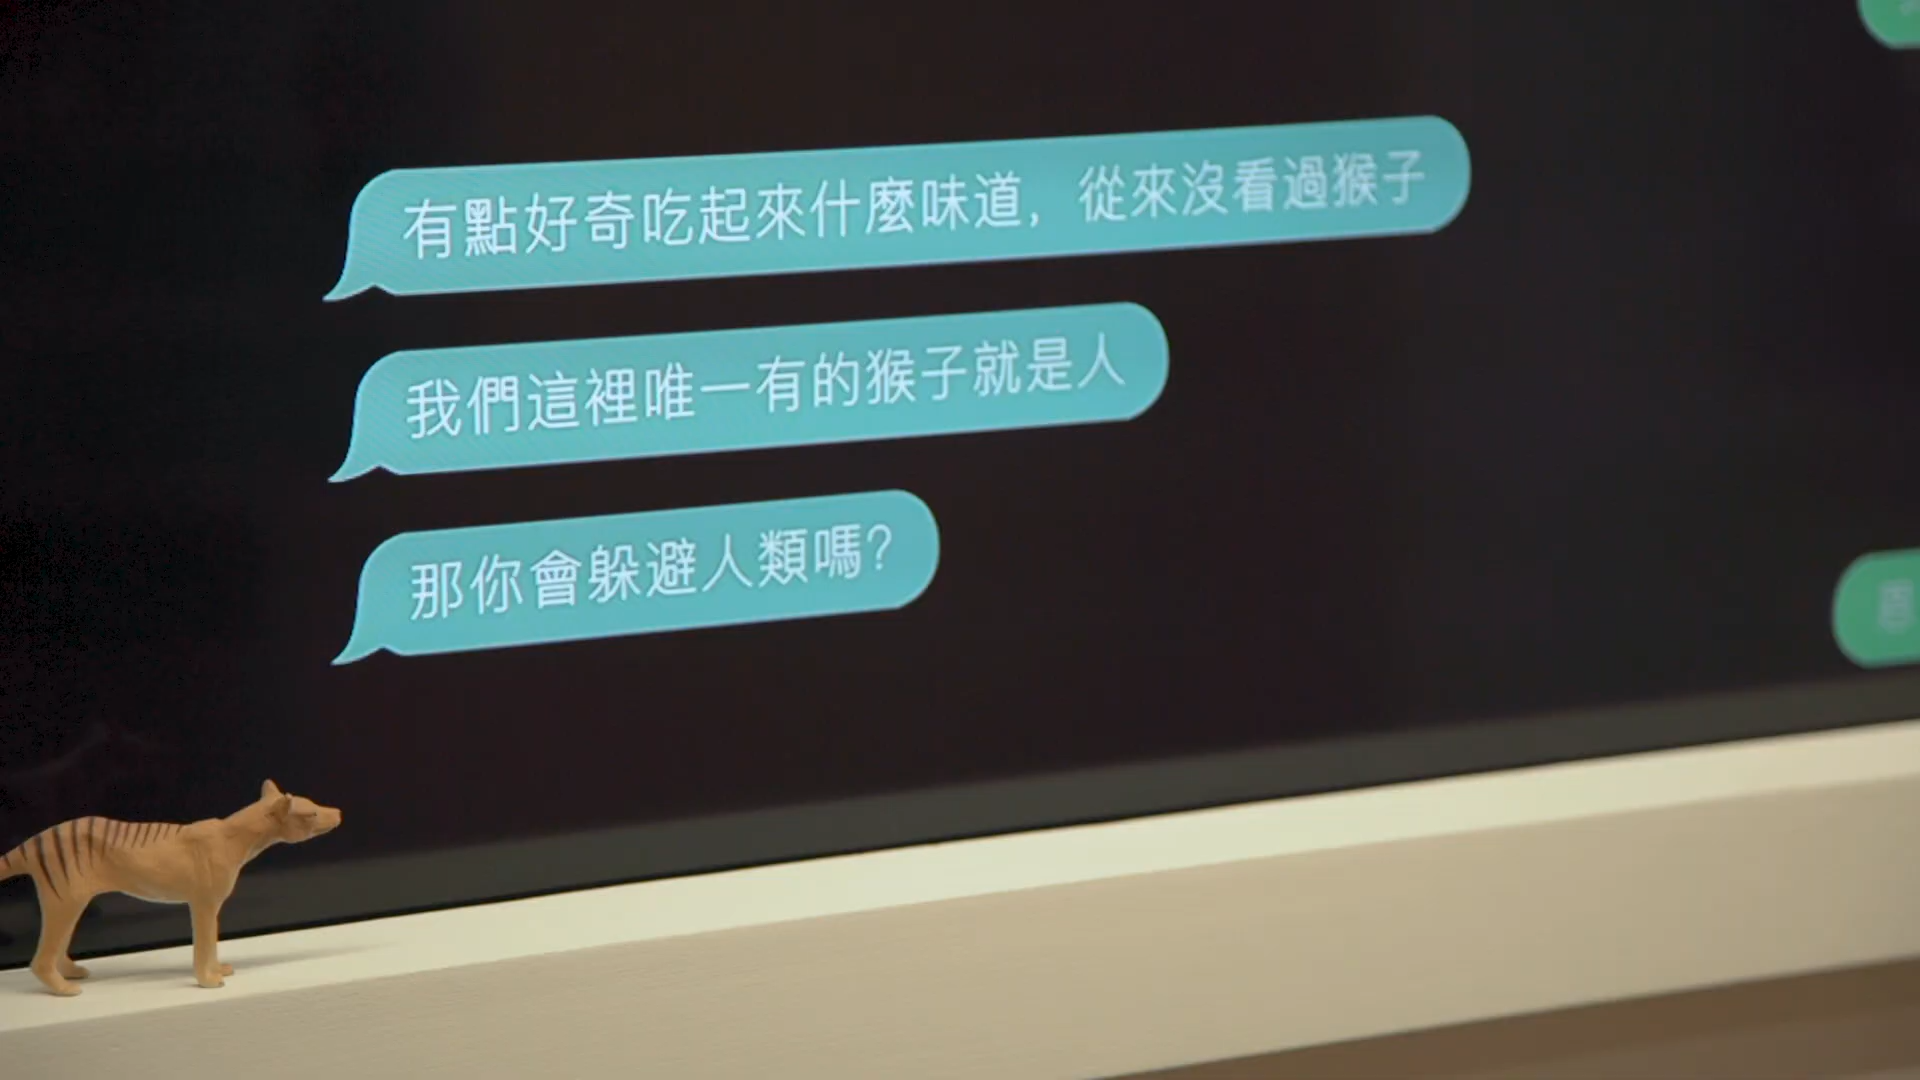 有點好奇吃起來什麼味道，從來沒看過猴子
我們這裡唯一有的猴子就是人
那你會躲避人類嗎？